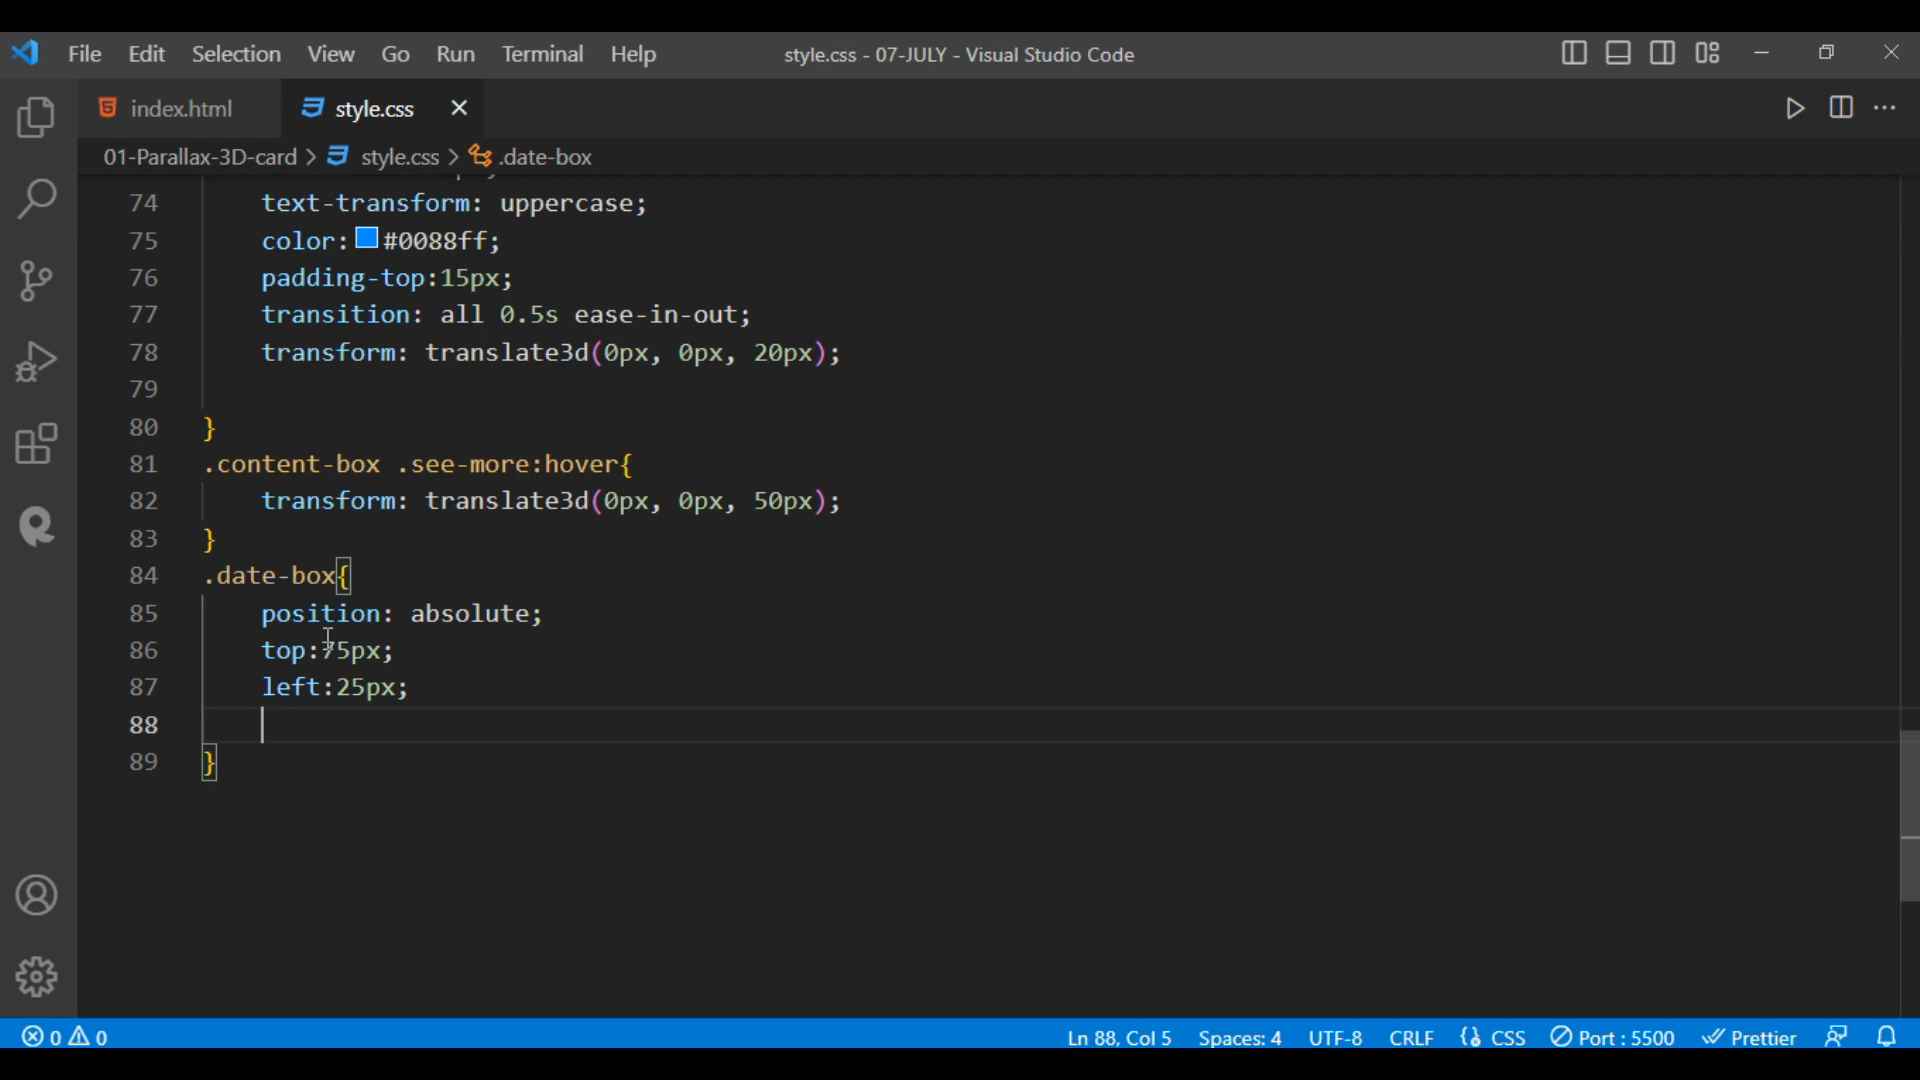 File Edit Selection View Go Run Terminal Help style.css - 07-JULY - Visual Studio Code
index.html style.css
01-Parallax-3D-card > style.css > .date-box
74 text-transform: uppercase;
75 color: #0088ff;
76 padding-top:15px;
77 transition: all 0.5s ease-in-out;
78 transform: translate3d(0px, 0px, 20px);
79
80 }
81 .content-box .see-more:hover{
82 transform: translate3d(0px, 0px, 50px);
83 }
84 .date-box{
85 position: absolute;
86 top:75px;
87 left:25px;
88
89 }
0 0 Ln 88, Col 5 Spaces: 4 UTF-8 CRLF CSS Port : 5500 Prettier